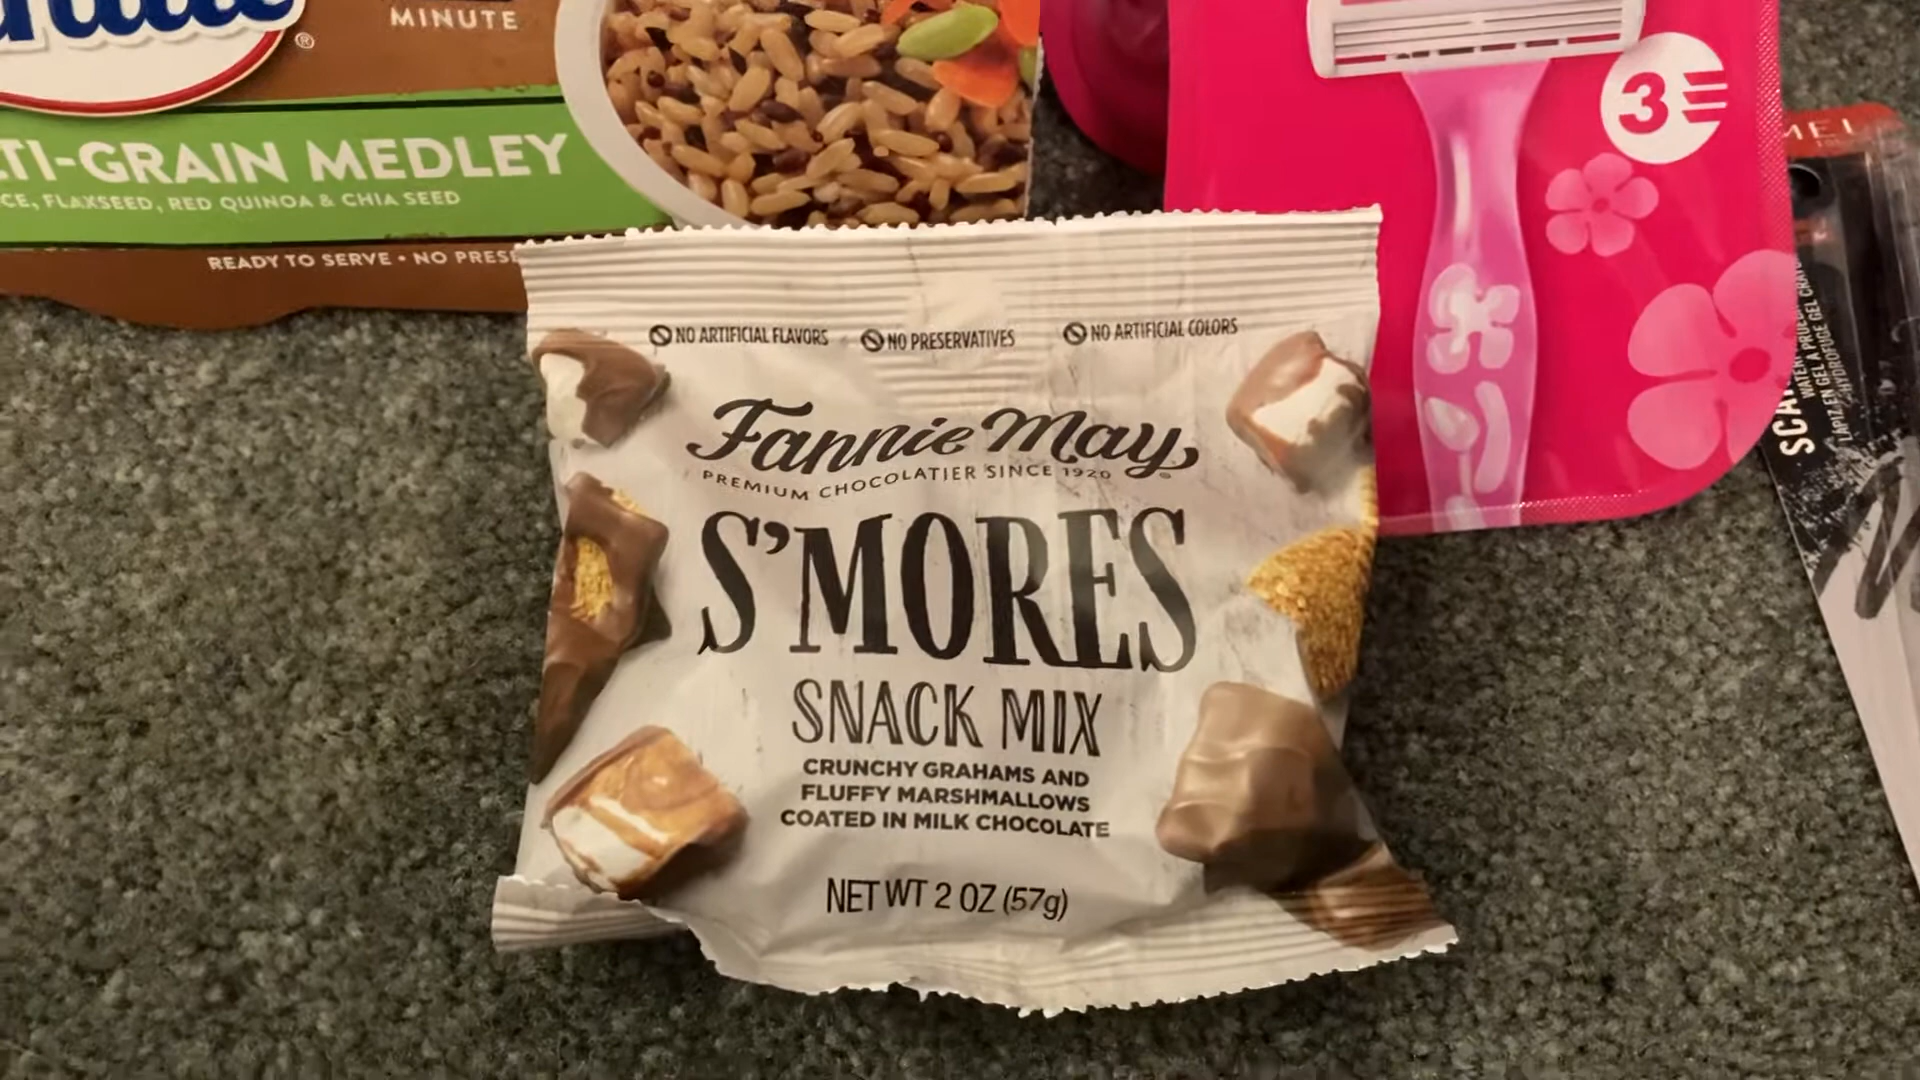 MINUTE
®
TI-GRAIN MEDLEY
CE, FLAXSEED, RED QUINOA & CHIA SEED
READY TO SERVE • NO PRESE
3
NO ARTIFICIAL FLAVORS NO PRESERVATIVES NO ARTIFICIAL COLORS
Fannie May®
PREMIUM CHOCOLATIER SINCE 1920
S'MORES
SNACK MIX
CRUNCHY GRAHAMS AND
FLUFFY MARSHMALLOWS
COATED IN MILK CHOCOLATE
NET WT 2 OZ (57g)
MEL